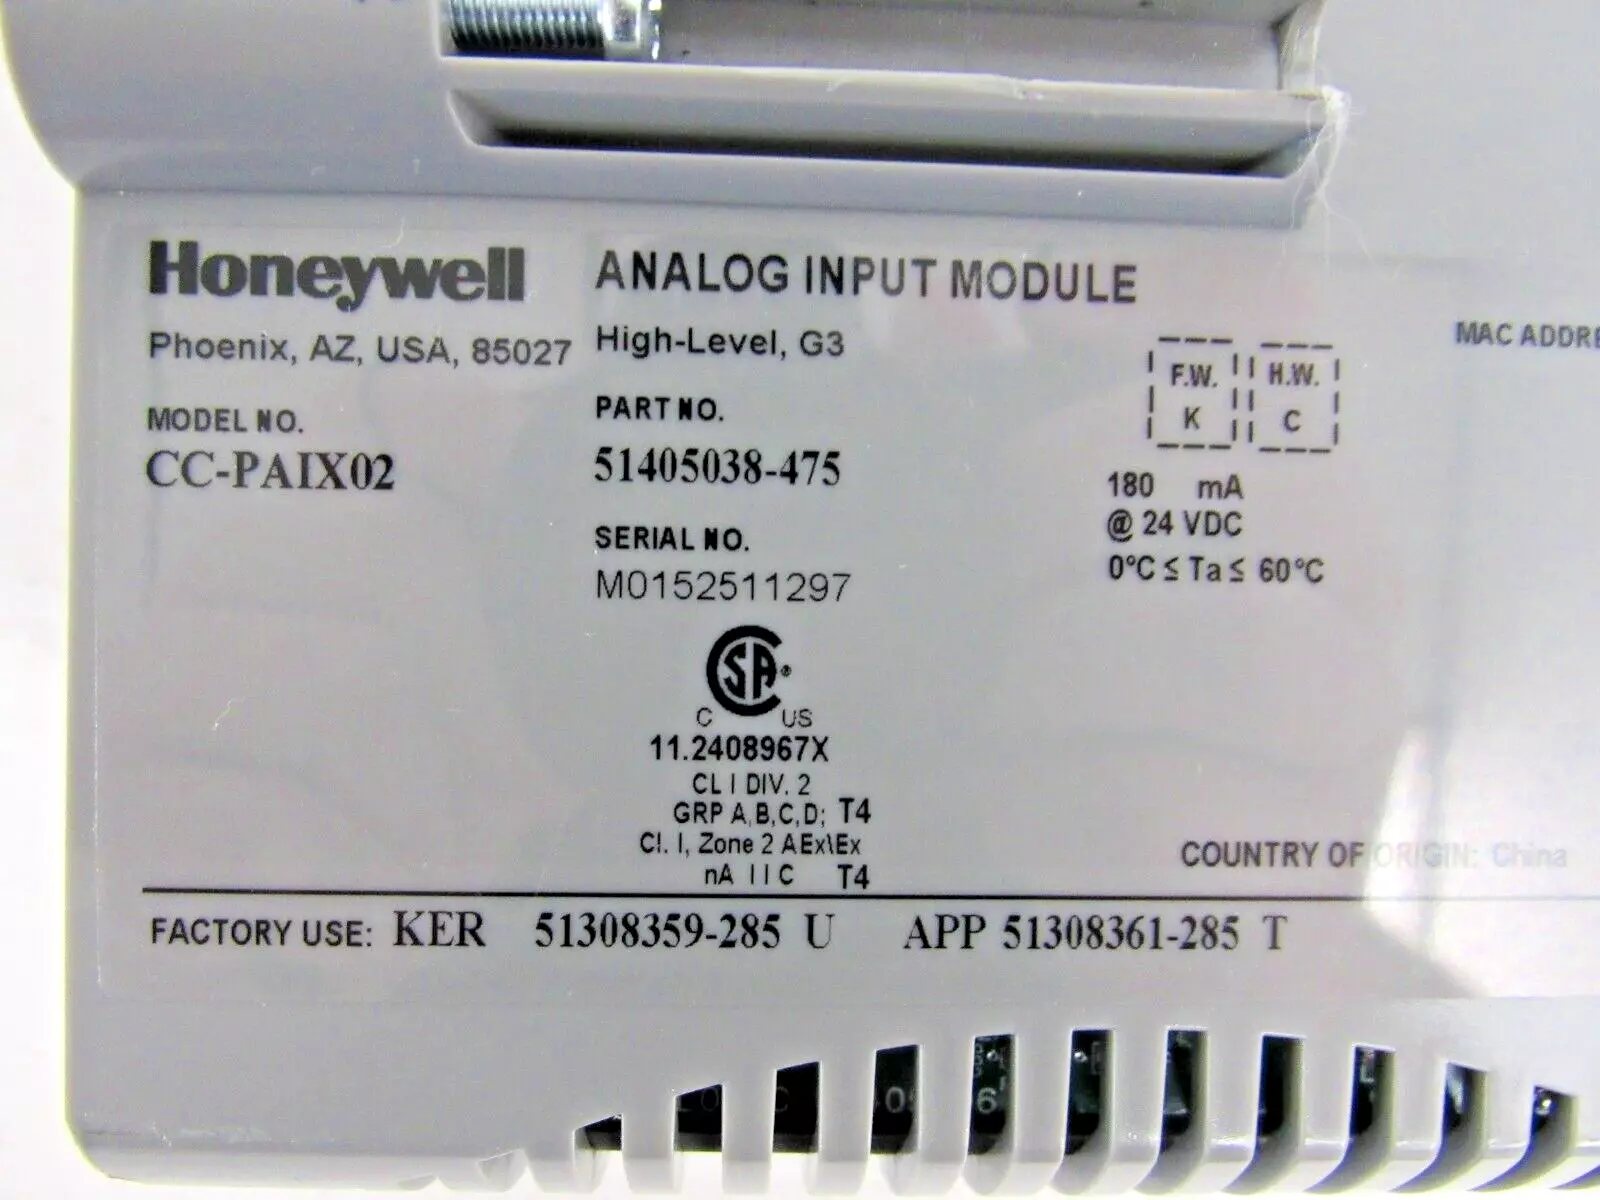 Honeywell
Phoenix, AZ, USA, 85027
MODEL NO.
CC-PAIX02
ANALOG INPUT MODULE
High-Level, G3
PART NO.
51405038-475
SERIAL NO.
M0152511297
CSA®
C US
11.2408967X
CL I DIV. 2
GRP A,B,C,D; T4
Cl. I, Zone 2 AEx\Ex
nA IIC T4
F.W. H.W.
K C
180 mA
@ 24 VDC
0°C ≤ Ta ≤ 60°C
MAC ADDRE
COUNTRY OF ORIGIN: China
FACTORY USE: KER 51308359-285 U APP 51308361-285 T